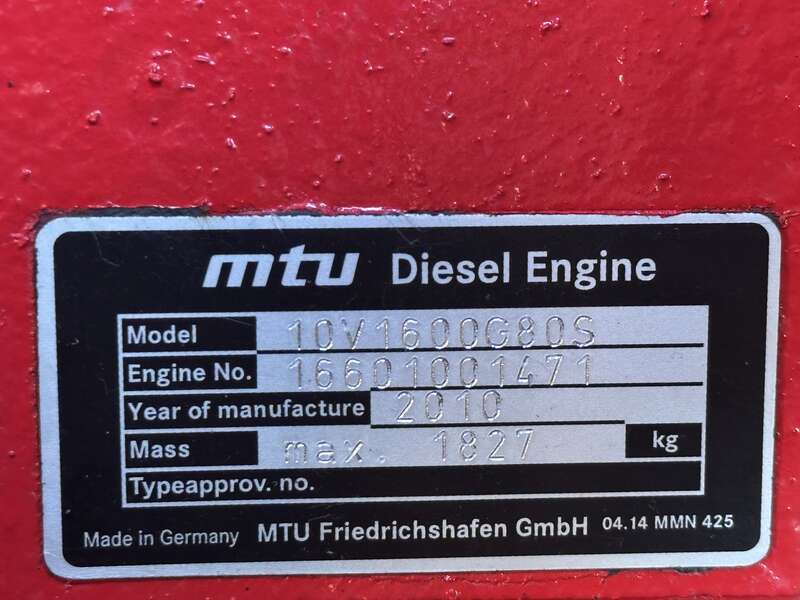 mtu Diesel Engine
Model 10V1600G80S
Engine No. 16601001471
Year of manufacture 2010
Mass max. 1827 kg
Typeapprov. no.
Made in Germany MTU Friedrichshafen GmbH 04.14 MMN 425